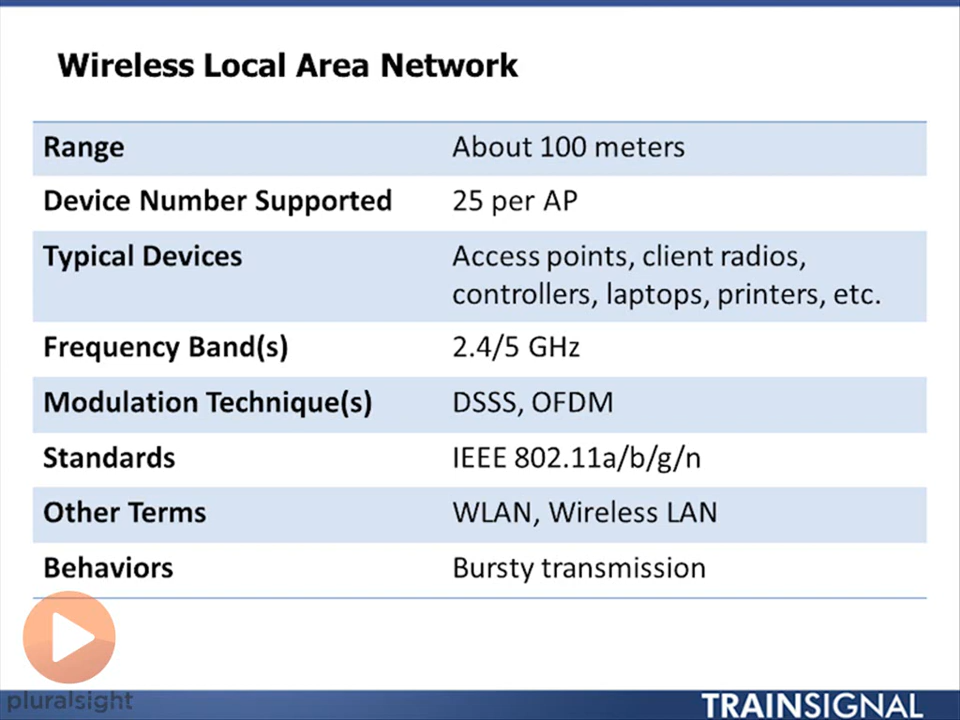 Wireless Local Area Network
Range About 100 meters
Device Number Supported 25 per AP
Typical Devices Access points, client radios,
controllers, laptops, printers, etc.
Frequency Band(s) 2.4/5 GHz
Modulation Technique(s) DSSS, OFDM
Standards IEEE 802.11a/b/g/n
Other Terms WLAN, Wireless LAN
Behaviors Bursty transmission
pluralsight
TRAINSIGNAL